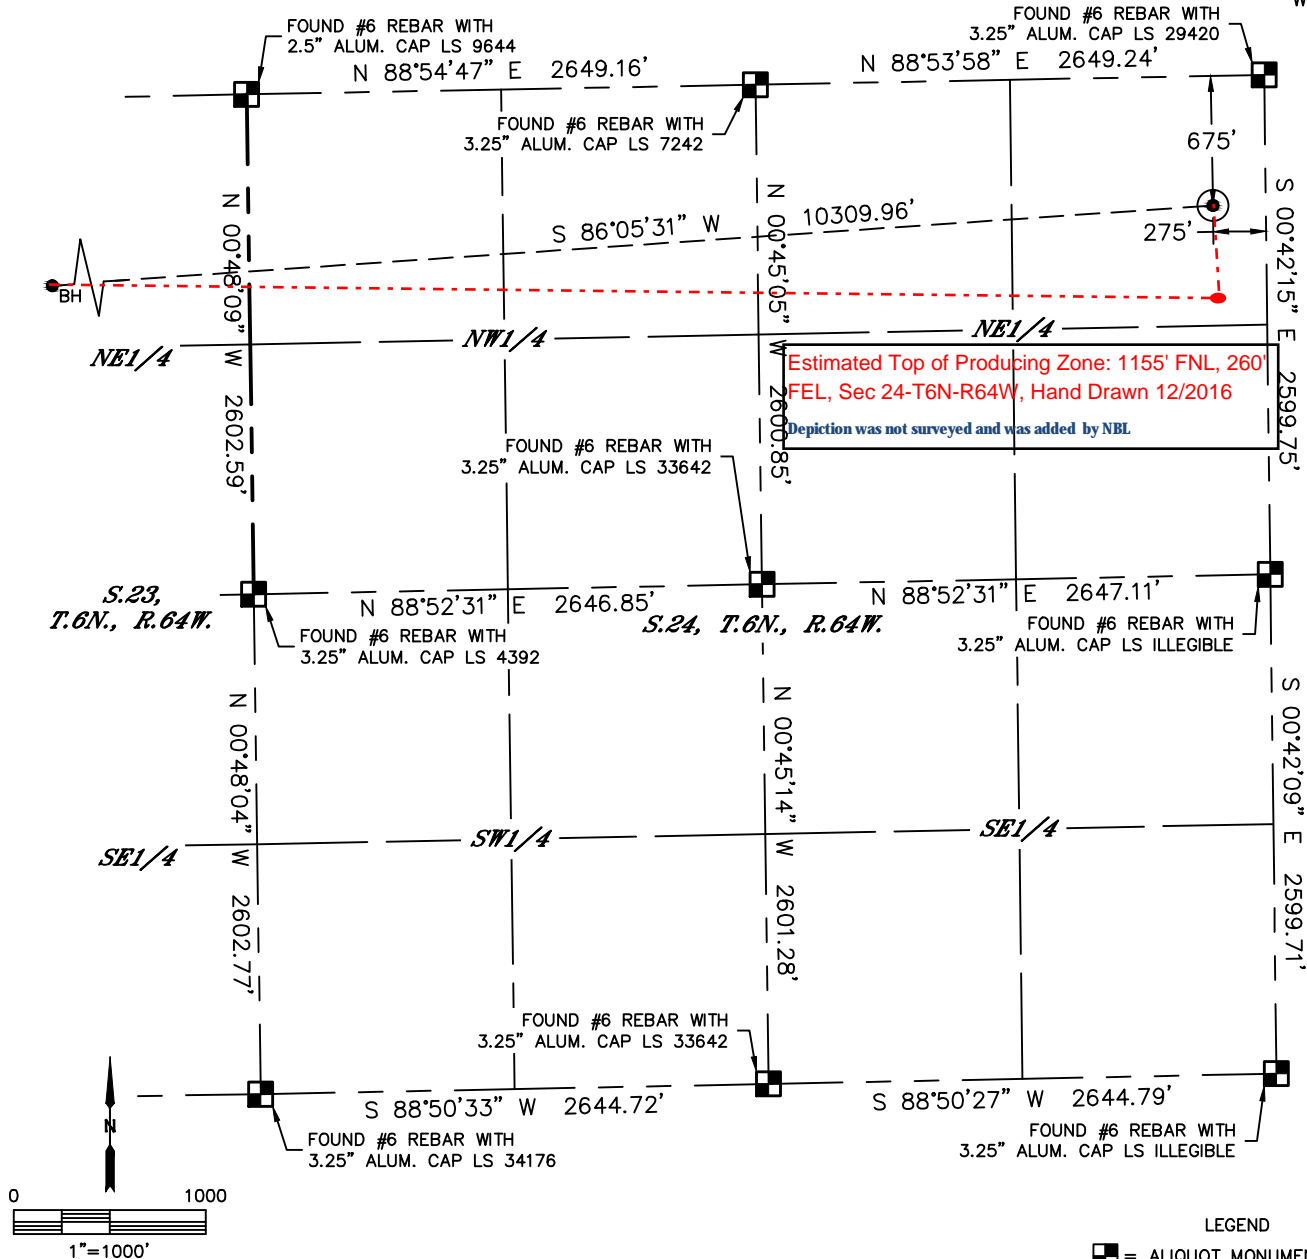 W
FOUND #6 REBAR WITH
2.5" ALUM. CAP LS 9644
FOUND #6 REBAR WITH
3.25" ALUM. CAP LS 29420
N 88°54'47" E 2649.16'
N 88°53'58" E 2649.24'
FOUND #6 REBAR WITH
3.25" ALUM. CAP LS 7242
675'
N 00°48'09" W 2602.59'
N 00°45'05" W 2600.85'
S 00°42'15" E 2599.75'
S 86°05'31" W 10309.96'
275'
BH
NE1/4
NW1/4
NE1/4
Estimated Top of Producing Zone: 1155' FNL, 260'
FEL, Sec 24-T6N-R64W, Hand Drawn 12/2016
Depiction was not surveyed and was added by NBL
FOUND #6 REBAR WITH
3.25" ALUM. CAP LS 33642
S.23,
T.6N., R.64W.
N 88°52'31" E 2646.85'
N 88°52'31" E 2647.11'
S.24, T.6N., R.64W.
FOUND #6 REBAR WITH
3.25" ALUM. CAP LS 4392
FOUND #6 REBAR WITH
3.25" ALUM. CAP LS ILLEGIBLE
N 00°48'04" W 2602.77'
N 00°45'14" W 2601.28'
S 00°42'09" E 2599.71'
SE1/4
SW1/4
SE1/4
FOUND #6 REBAR WITH
3.25" ALUM. CAP LS 33642
S 88°50'33" W 2644.72'
S 88°50'27" W 2644.79'
FOUND #6 REBAR WITH
3.25" ALUM. CAP LS 34176
FOUND #6 REBAR WITH
3.25" ALUM. CAP LS ILLEGIBLE
N
0 1000
1"=1000'
LEGEND
= ALIQUOT MONUMEN